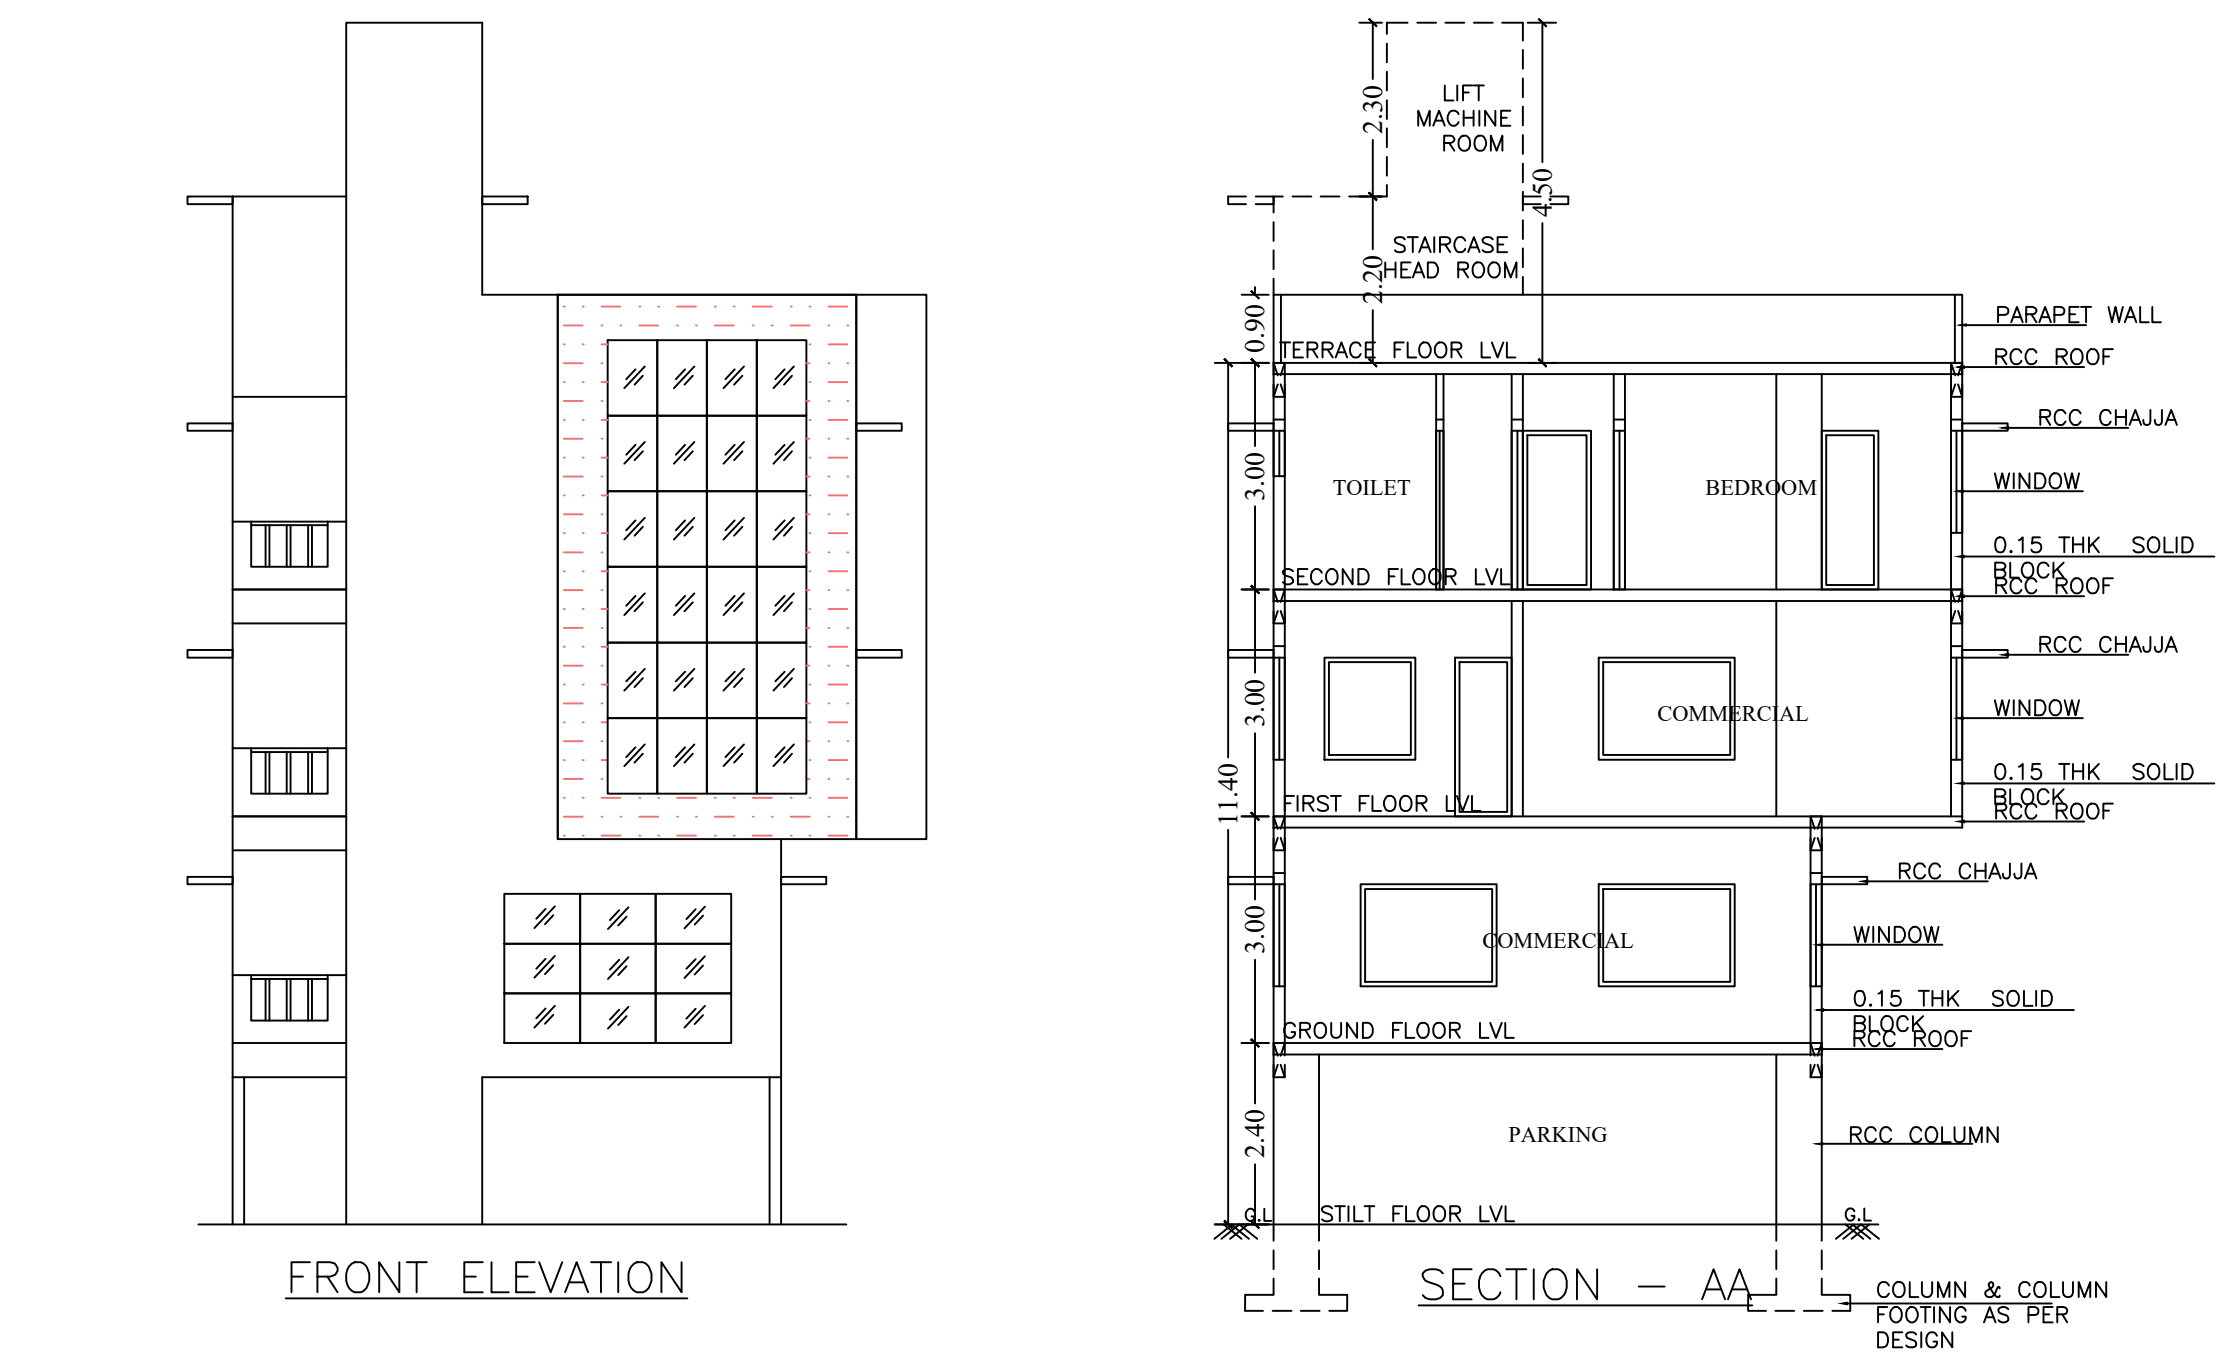 LIFT
MACHINE
ROOM
2.30
4.50
STAIRCASE
HEAD ROOM
2.20
0.90
PARAPET WALL
TERRACE FLOOR LVL
RCC ROOF
RCC CHAJJA
3.00
TOILET
BEDROOM
WINDOW
0.15 THK SOLID
BLOCK
SECOND FLOOR LVL
RCC ROOF
RCC CHAJJA
3.00
COMMERCIAL
WINDOW
11.40
0.15 THK SOLID
BLOCK
FIRST FLOOR LVL
RCC ROOF
RCC CHAJJA
3.00
COMMERCIAL
WINDOW
0.15 THK SOLID
BLOCK
GROUND FLOOR LVL
RCC ROOF
2.40
PARKING
RCC COLUMN
G.L
STILT FLOOR LVL
G.L
FRONT ELEVATION
SECTION - AA
COLUMN & COLUMN
FOOTING AS PER
DESIGN